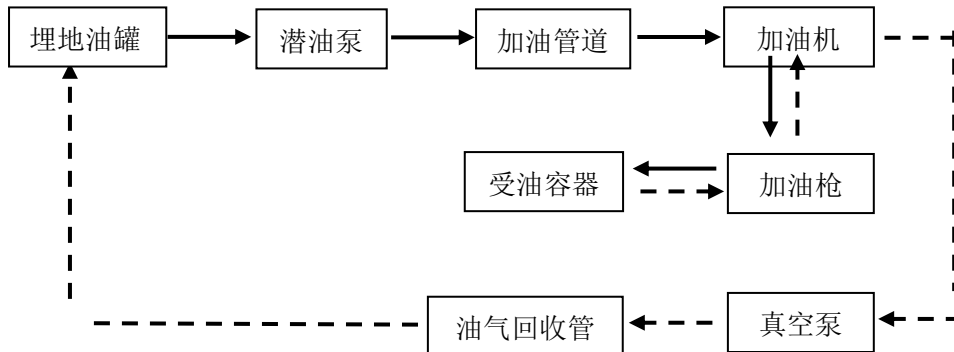 埋地油罐
潜油泵
加油管道
加油机
受油容器
加油枪
油气回收管
真空泵